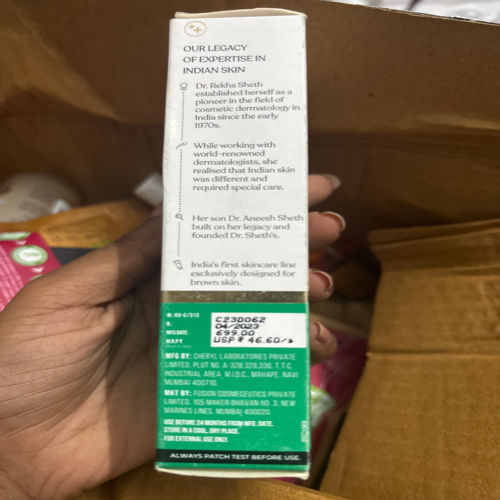 OUR LEGACY
OF EXPERTISE IN
INDIAN SKIN
Dr. Rekha Sheth
established herself as a
pioneer in the field of
cosmetic dermatology in
India since the early
1970s.
While working with
world-renowned
dermatologists, she
realised that Indian skin
was different and
required special care.
Her son Dr. Aneesh Sheth
built on her legacy and
founded Dr. Sheth's.
India's first skincare line
exclusively designed for
brown skin.
C23D062
MFG.DATE: 04/2023
M.R.P.₹ 699.00
USP ₹ 46.60/
MFG BY: CHERYL LABORATORIES PRIVATE
LIMITED. PLOT NO. A-328,329,330, T.T.C
INDUSTRIAL AREA M.I.D.C., MAHAPE, NAVI
MUMBAI 400710.
MKT BY: FUSION COSMECEUTICS PRIVATE
LIMITED. 105 MAKER BHAVAN NO. 3, NEW
MARINES LINES, MUMBAI 400020.
USE BEFORE 24 MONTHS FROM MFG. DATE.
STORE IN A COOL, DRY PLACE.
FOR EXTERNAL USE ONLY.
ALWAYS PATCH TEST BEFORE USE.